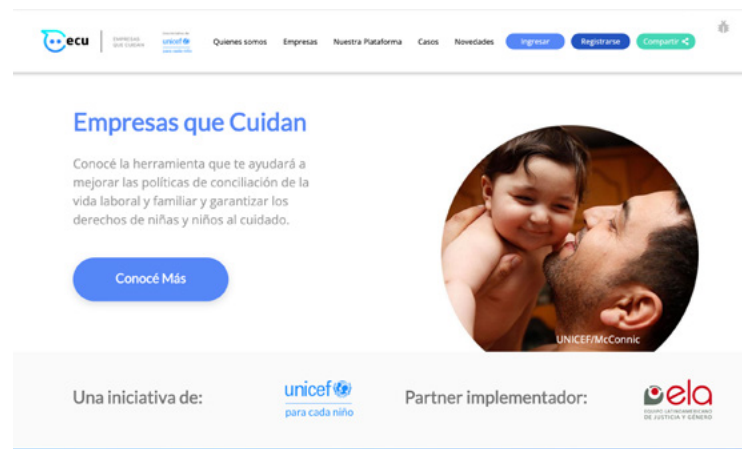 ecu
EMPRESAS
QUE CUIDAN
unicef
para cada niño
Quienes somos
Empresas
Nuestra Plataforma
Casos
Novedades
Ingresar
Registrarse
Compartir
Empresas que Cuidan
Conocé la herramienta que te ayudará a
mejorar las políticas de conciliación de la
vida laboral y familiar y garantizar los
derechos de niñas y niños al cuidado.
Conocé Más
UNICEF/McConnic
Una iniciativa de:
unicef
para cada niño
Partner implementador:
ela
EQUIPO LATINOAMERICANO
DE JUSTICIA Y GÉNERO